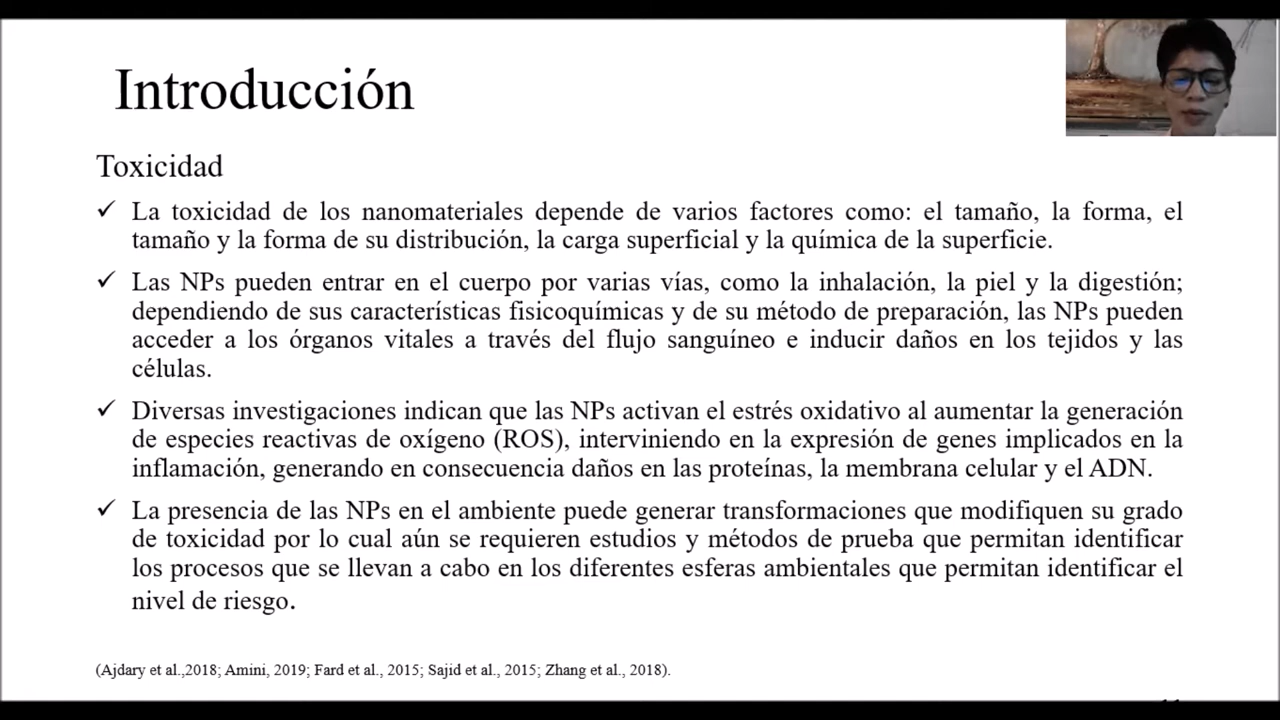 Introducción
Toxicidad
✓ La toxicidad de los nanomateriales depende de varios factores como: el tamaño, la forma, el
tamaño y la forma de su distribución, la carga superficial y la química de la superficie.
✓ Las NPs pueden entrar en el cuerpo por varias vías, como la inhalación, la piel y la digestión;
dependiendo de sus características fisicoquímicas y de su método de preparación, las NPs pueden
acceder a los órganos vitales a través del flujo sanguíneo e inducir daños en los tejidos y las
células.
✓ Diversas investigaciones indican que las NPs activan el estrés oxidativo al aumentar la generación
de especies reactivas de oxígeno (ROS), interviniendo en la expresión de genes implicados en la
inflamación, generando en consecuencia daños en las proteínas, la membrana celular y el ADN.
✓ La presencia de las NPs en el ambiente puede generar transformaciones que modifiquen su grado
de toxicidad por lo cual aún se requieren estudios y métodos de prueba que permitan identificar
los procesos que se llevan a cabo en los diferentes esferas ambientales que permitan identificar el
nivel de riesgo.
(Ajdary et al.,2018; Amini, 2019; Fard et al., 2015; Sajid et al., 2015; Zhang et al., 2018).